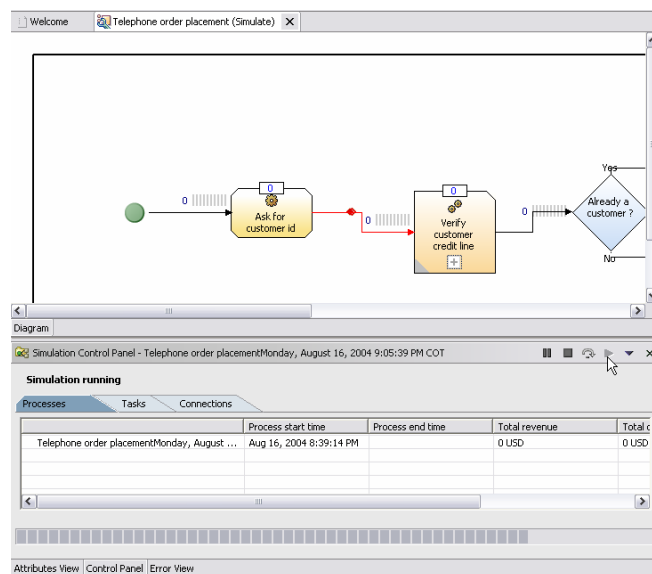 Welcome
Telephone order placement (Simulate)
0
0
Ask for
customer id
0
0
Verify
customer
credit line
0
Yes
Already a
customer ?
No
Diagram
Simulation Control Panel - Telephone order placementMonday, August 16, 2004 9:05:39 PM COT
Simulation running
Processes Tasks Connections
Process start time Process end time Total revenue Total c
Telephone order placementMonday, August ... Aug 16, 2004 8:39:14 PM 0 USD 0 USD
Attributes View Control Panel Error View